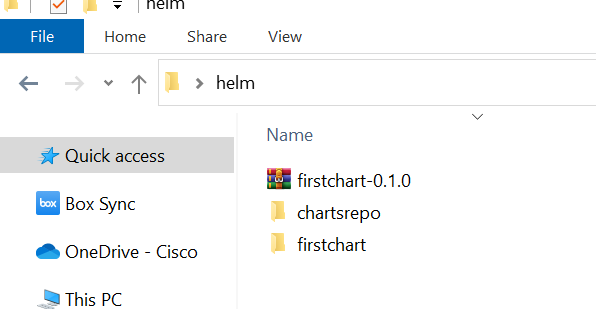 helm
File Home Share View
helm
Name
Quick access
firstchart-0.1.0
box Box Sync
chartsrepo
OneDrive - Cisco
firstchart
This PC